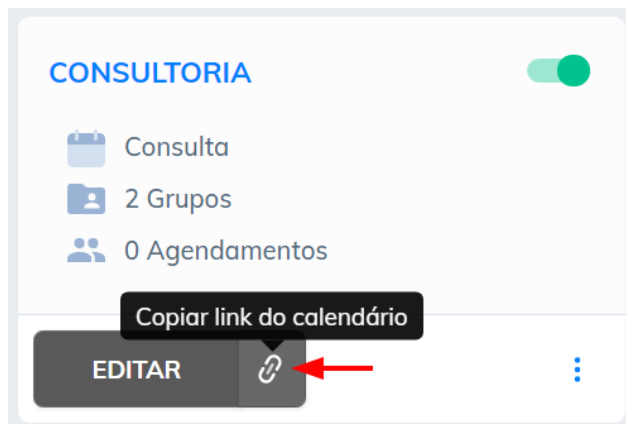 CONSULTORIA
Consulta
2 Grupos
0 Agendamentos
Copiar link do calendário
EDITAR